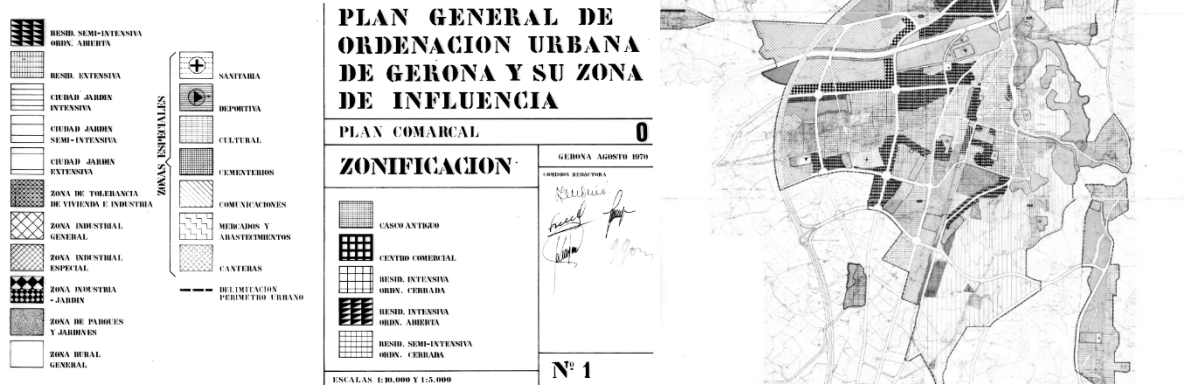 RESID. SEMI-INTENSIVA
ORDN. ABIERTA
RESID. EXTENSIVA
CIUDAD JARDIN
INTENSIVA
CIUDAD JARDIN
SEMI-INTENSIVA
CIUDAD JARDIN
EXTENSIVA
ZONA DE TOLERANCIA
DE VIVIENDA E INDUSTRIA
ZONA INDUSTRIAL
GENERAL
ZONA INDUSTRIAL
ESPECIAL
ZONA INDUSTRIA
-JARDIN
ZONA DE PARQUES
Y JARDINES
ZONA RURAL
GENERAL
ZONAS ESPECIALES
SANITARIA
DEPORTIVA
CULTURAL
CEMENTERIOS
COMUNICACIONES
MERCADOS Y
ABASTECIMIENTOS
CANTERAS
DELIMITACION
PERIMETRO URBANO
PLAN GENERAL DE
ORDENACION URBANA
DE GERONA Y SU ZONA
DE INFLUENCIA
PLAN COMARCAL 0
ZONIFICACION
GERONA AGOSTO 1970
COMISION REDACTORA
CASCO ANTIGUO
CENTRO COMERCIAL
RESID. INTENSIVA
ORDN. CERRADA
RESID. INTENSIVA
ORDN. ABIERTA
RESID. SEMI-INTENSIVA
ORDN. CERRADA
ESCALAS 1:10.000 Y 1:5.000
Nº 1